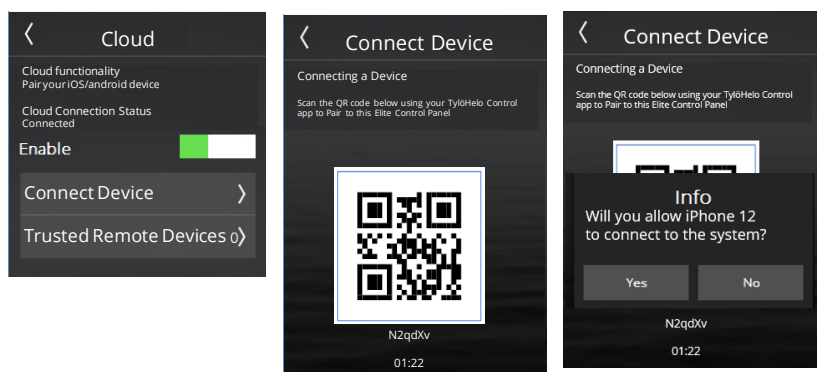 Cloud
Cloud functionality
Pair your iOS/android device
Cloud Connection Status
Connected
Enable
Connect Device
Trusted Remote Devices 0
Connect Device
Connecting a Device
Scan the QR code below using your TylöHelo Control
app to Pair to this Elite Control Panel
N2qdXv
01:22
Connect Device
Connecting a Device
Scan the QR code below using your TylöHelo Control
app to Pair to this Elite Control Panel
Info
Will you allow iPhone 12
to connect to the system?
Yes
No
N2qdXv
01:22